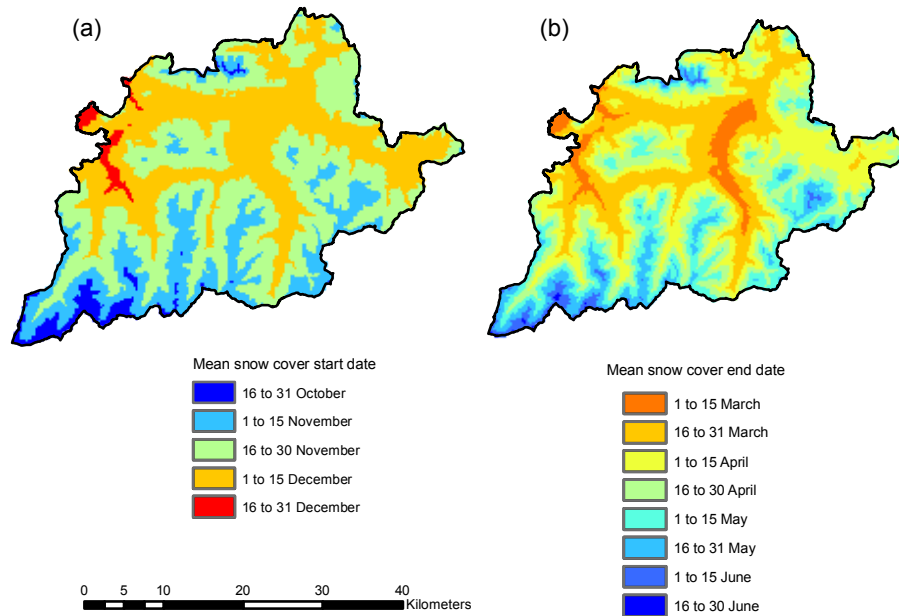 (a)
(b)
Mean snow cover start date
16 to 31 October
1 to 15 November
16 to 30 November
1 to 15 December
16 to 31 December
0 5 10 20 30 40
Kilometers
Mean snow cover end date
1 to 15 March
16 to 31 March
1 to 15 April
16 to 30 April
1 to 15 May
16 to 31 May
1 to 15 June
16 to 30 June